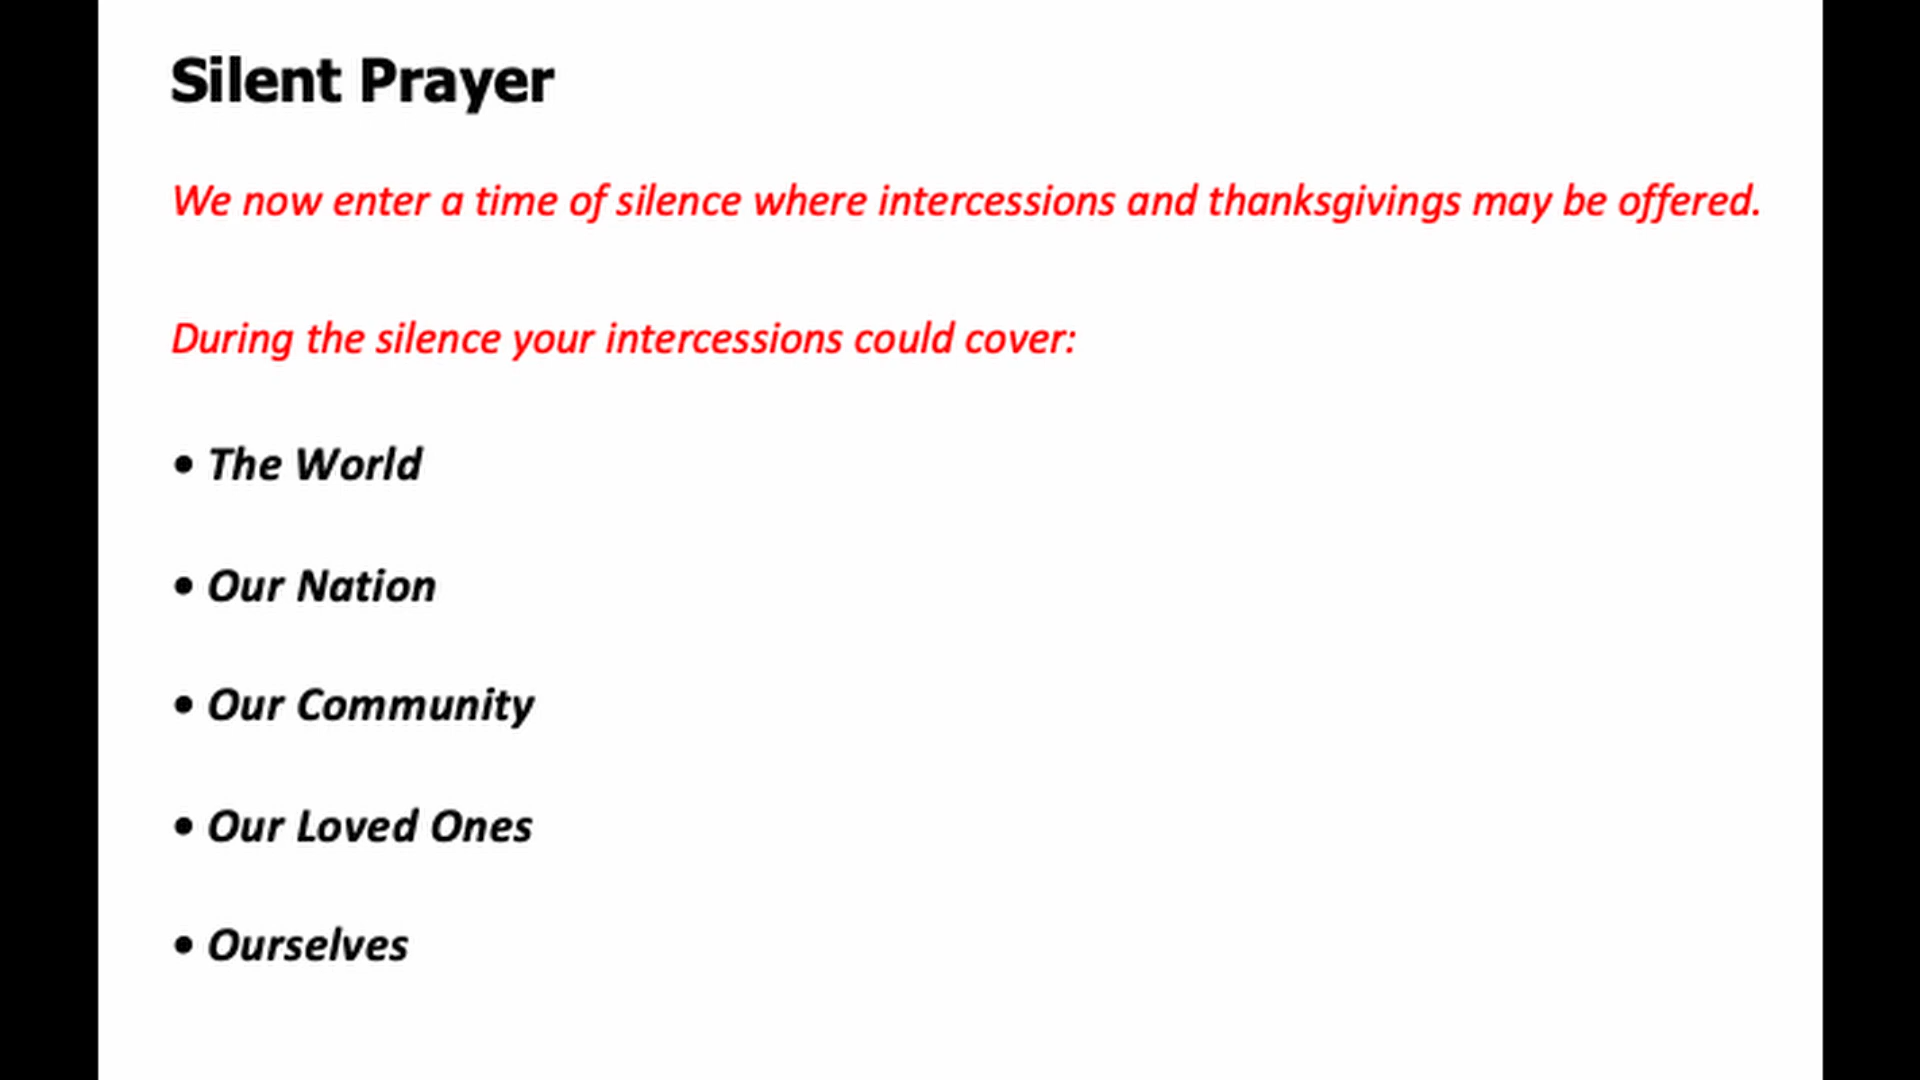 Silent Prayer
We now enter a time of silence where intercessions and thanksgivings may be offered.
During the silence your intercessions could cover:
• The World
• Our Nation
• Our Community
• Our Loved Ones
• Ourselves